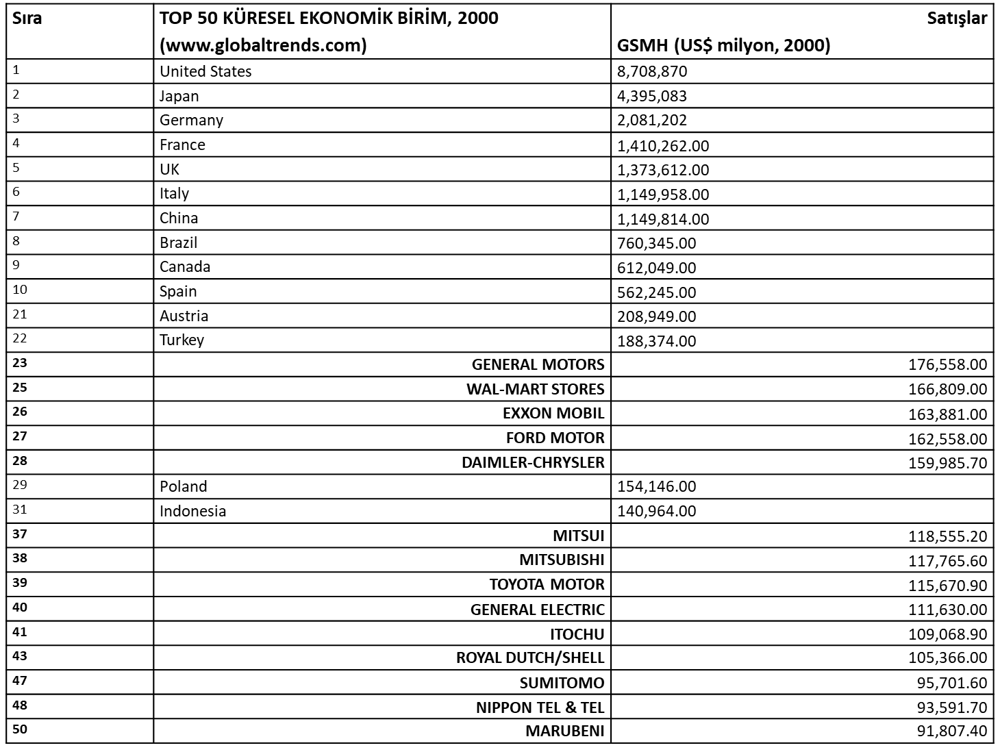 Sıra TOP 50 KÜRESEL EKONOMİK BİRİM, 2000 Satışlar
(www.globaltrends.com) GSMH (US$ milyon, 2000)
1 United States 8,708,870
2 Japan 4,395,083
3 Germany 2,081,202
4 France 1,410,262.00
5 UK 1,373,612.00
6 Italy 1,149,958.00
7 China 1,149,814.00
8 Brazil 760,345.00
9 Canada 612,049.00
10 Spain 562,245.00
21 Austria 208,949.00
22 Turkey 188,374.00
23 GENERAL MOTORS 176,558.00
25 WAL-MART STORES 166,809.00
26 EXXON MOBIL 163,881.00
27 FORD MOTOR 162,558.00
28 DAIMLER-CHRYSLER 159,985.70
29 Poland 154,146.00
31 Indonesia 140,964.00
37 MITSUI 118,555.20
38 MITSUBISHI 117,765.60
39 TOYOTA MOTOR 115,670.90
40 GENERAL ELECTRIC 111,630.00
41 ITOCHU 109,068.90
43 ROYAL DUTCH/SHELL 105,366.00
47 SUMITOMO 95,701.60
48 NIPPON TEL & TEL 93,591.70
50 MARUBENI 91,807.40